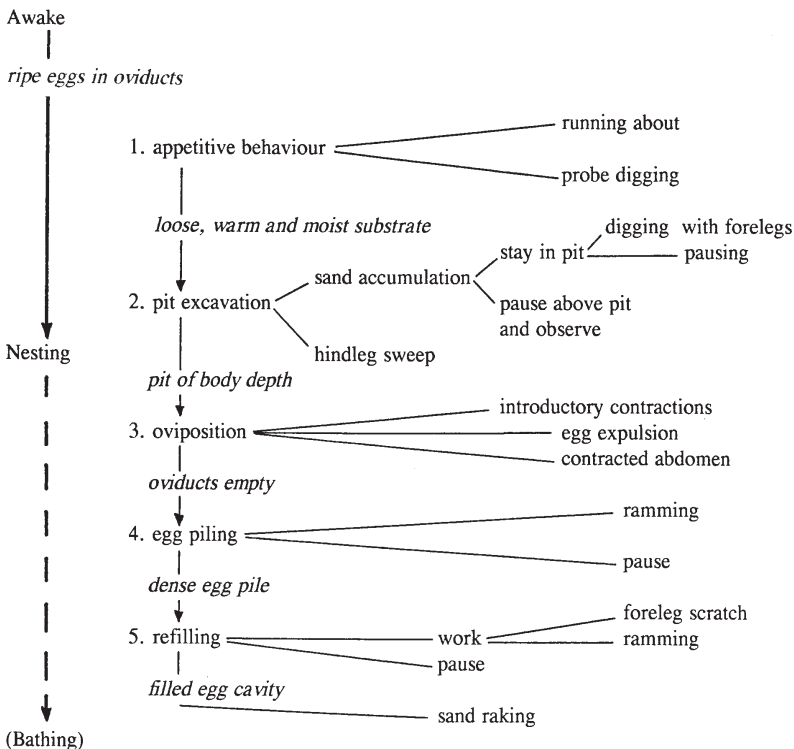 Awake
ripe eggs in oviducts
running about
1. appetitive behaviour
probe digging
loose, warm and moist substrate
digging with forelegs
stay in pit
pausing
sand accumulation
2. pit excavation
pause above pit
and observe
Nesting
hindleg sweep
pit of body depth
introductory contractions
3. oviposition
egg expulsion
contracted abdomen
oviducts empty
ramming
4. egg piling
pause
dense egg pile
foreleg scratch
5. refilling
work
ramming
pause
filled egg cavity
sand raking
(Bathing)